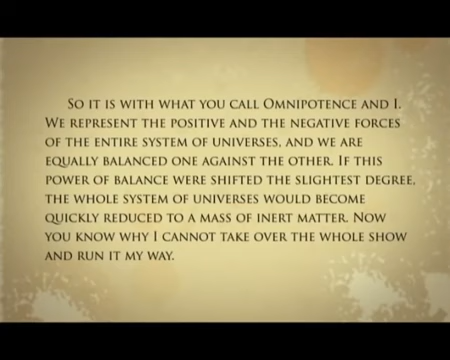 So it is with what you call Omnipotence and I.
We represent the positive and the negative forces
of the entire system of universes, and we are
equally balanced one against the other. If this
power of balance were shifted the slightest degree,
the whole system of universes would become
quickly reduced to a mass of inert matter. Now
you know why I cannot take over the whole show
and run it my way.